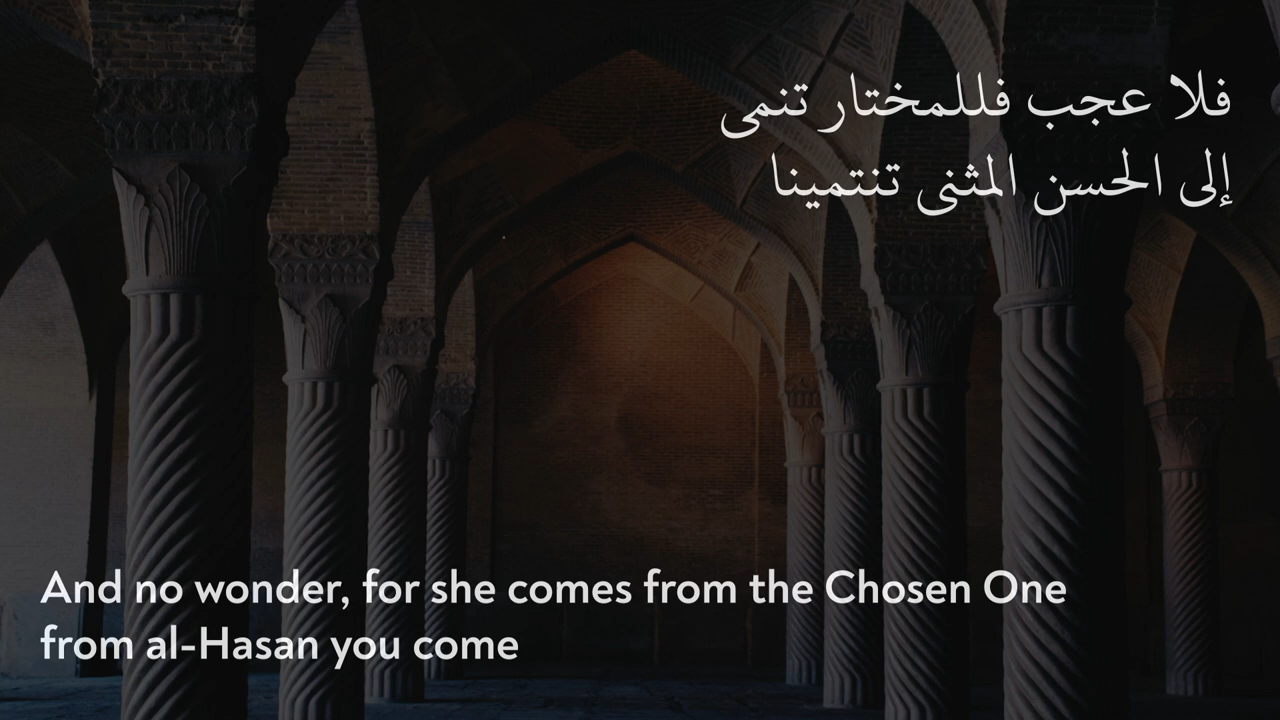 فلا عجب فللمختار تنمى
إلى الحسن المثنى تنتمينا
And no wonder, for she comes from the Chosen One
from al-Hasan you come